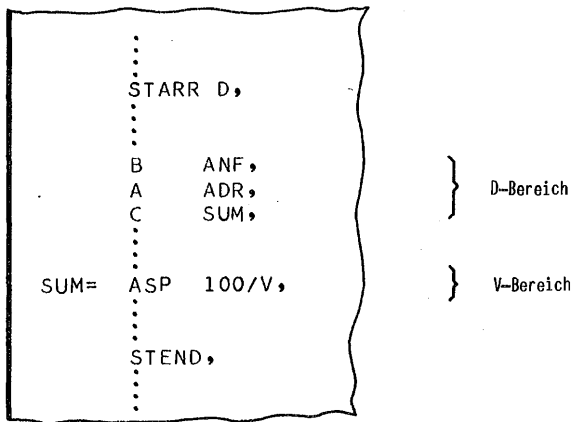 STARR D,
B ANF,
A ADR, } D-Bereich
C SUM,
SUM= ASP 100/V, } V-Bereich
STEND,